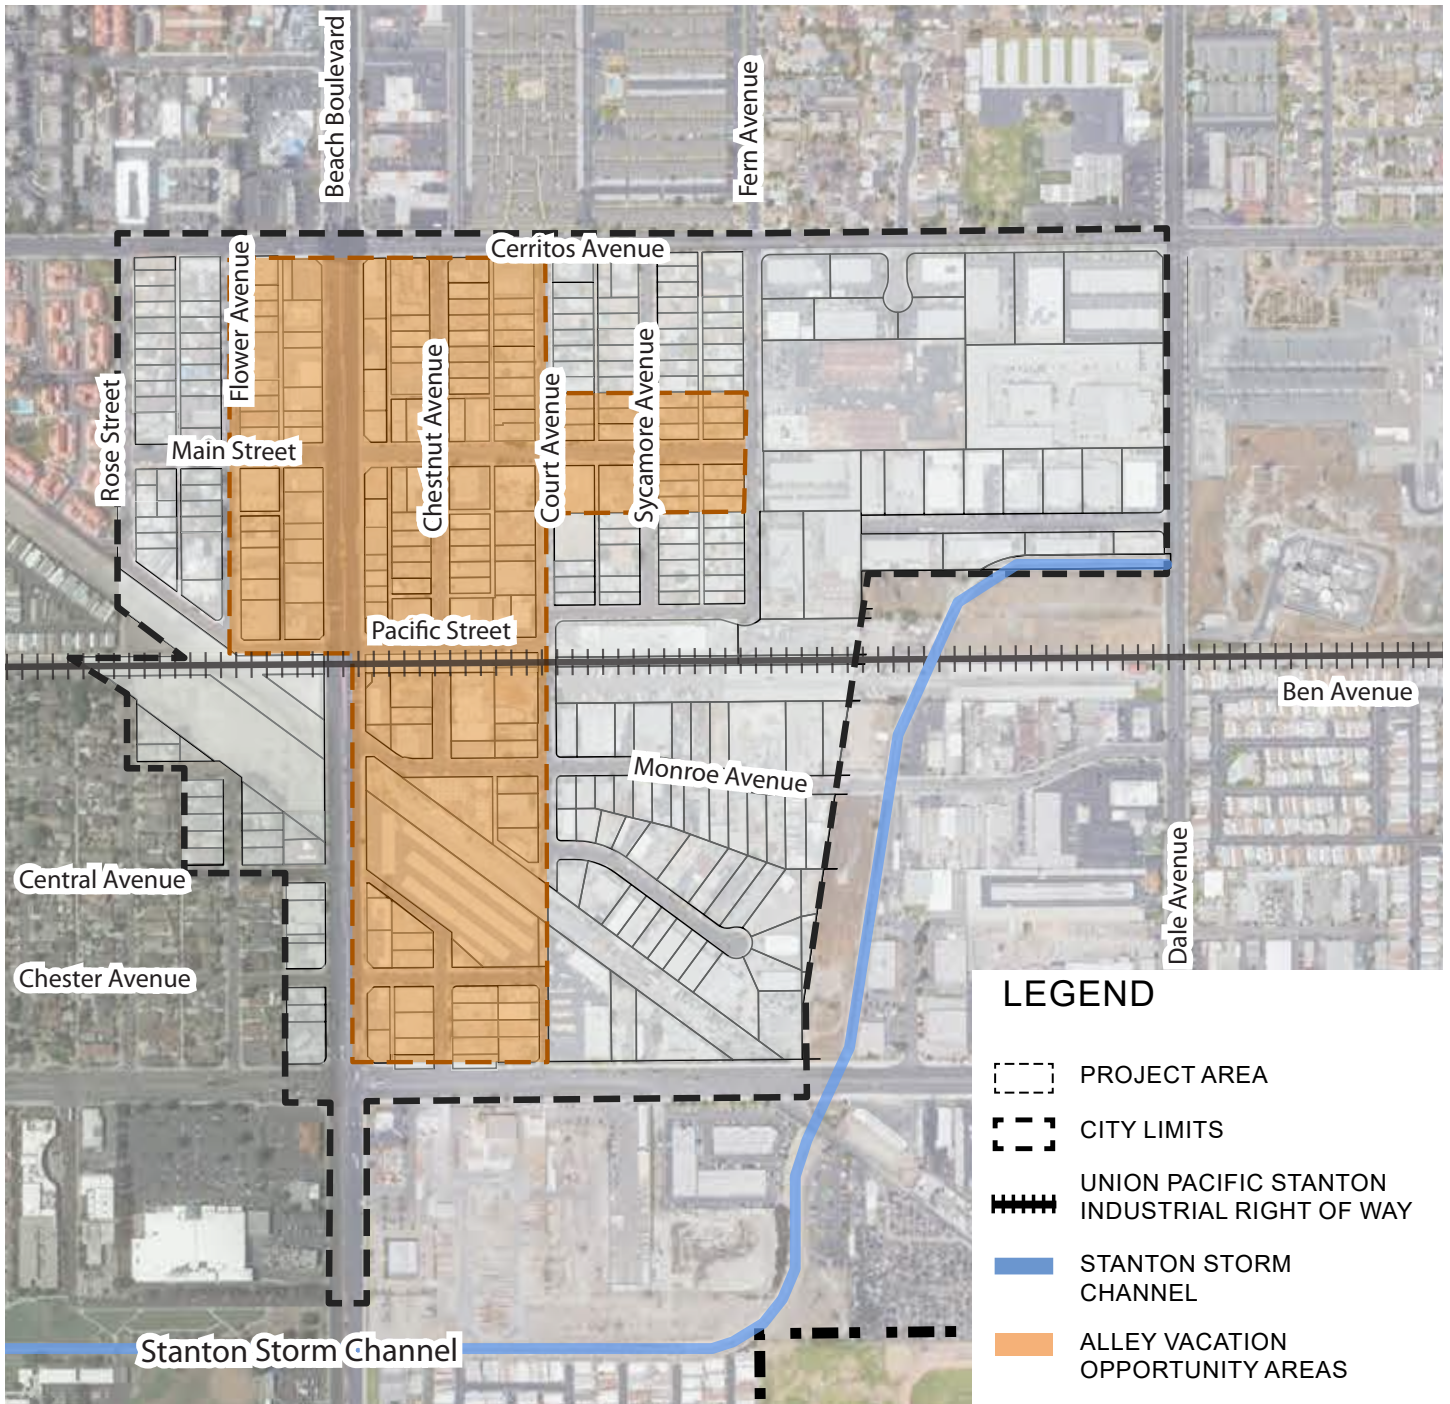 Beach Boulevard
Fern Avenue
Cerritos Avenue
Flower Avenue
Rose Street
Main Street
Chestnut Avenue
Court Avenue
Sycamore Avenue
Pacific Street
Ben Avenue
Monroe Avenue
Central Avenue
Chester Avenue
Dale Avenue
Stanton Storm Channel
LEGEND
PROJECT AREA
CITY LIMITS
UNION PACIFIC STANTON
INDUSTRIAL RIGHT OF WAY
STANTON STORM
CHANNEL
ALLEY VACATION
OPPORTUNITY AREAS